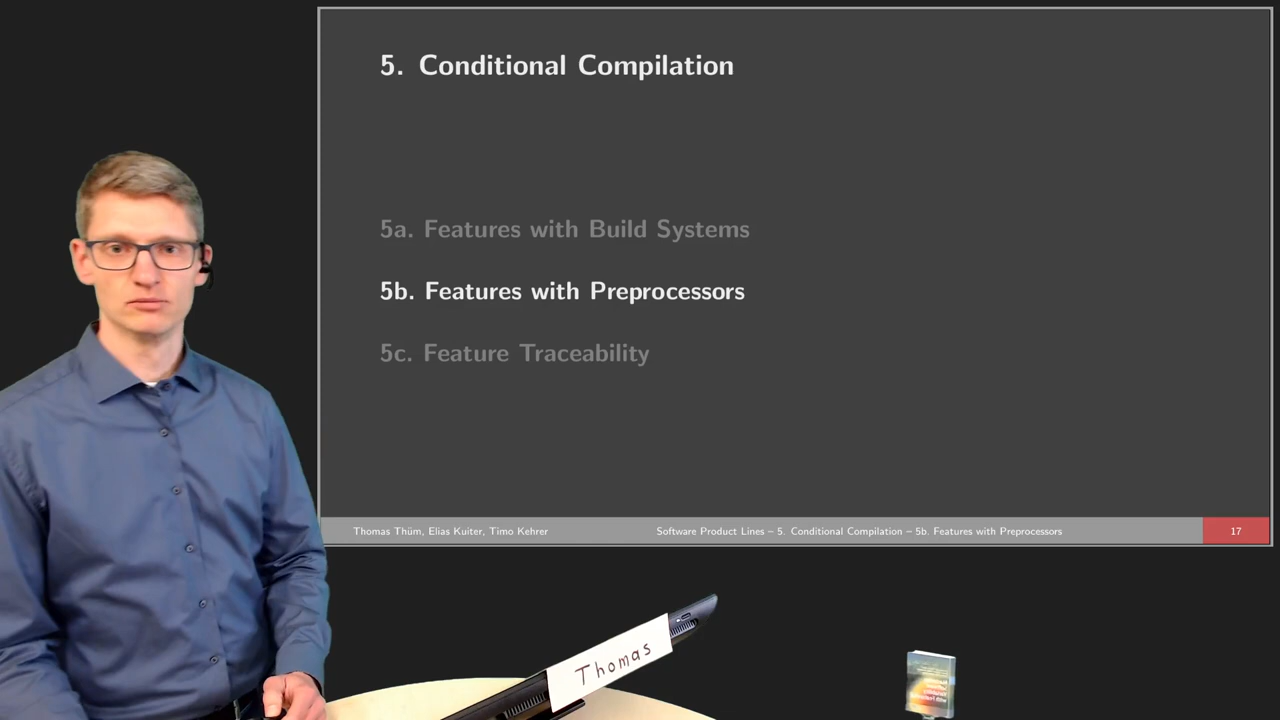 5. Conditional Compilation
5a. Features with Build Systems
5b. Features with Preprocessors
5c. Feature Traceability
Thomas Thüm, Elias Kuiter, Timo Kehrer
Software Product Lines – 5. Conditional Compilation – 5b. Features with Preprocessors
17
Thomas